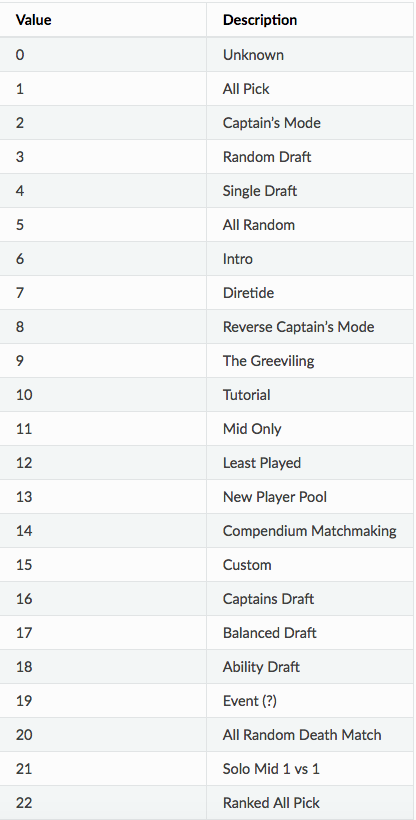 Value Description
0 Unknown
1 All Pick
2 Captain’s Mode
3 Random Draft
4 Single Draft
5 All Random
6 Intro
7 Diretide
8 Reverse Captain’s Mode
9 The Greeviling
10 Tutorial
11 Mid Only
12 Least Played
13 New Player Pool
14 Compendium Matchmaking
15 Custom
16 Captains Draft
17 Balanced Draft
18 Ability Draft
19 Event (?)
20 All Random Death Match
21 Solo Mid 1 vs 1
22 Ranked All Pick